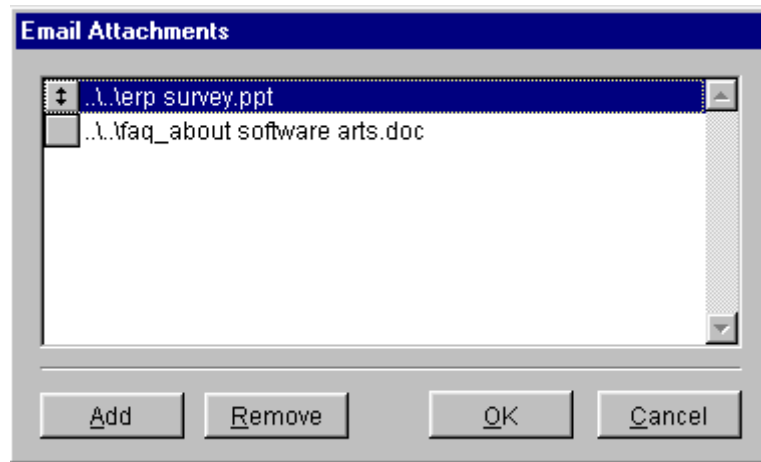 Email Attachments
..\..\erp survey.ppt
..\..\faq_about software arts.doc
Add Remove OK Cancel